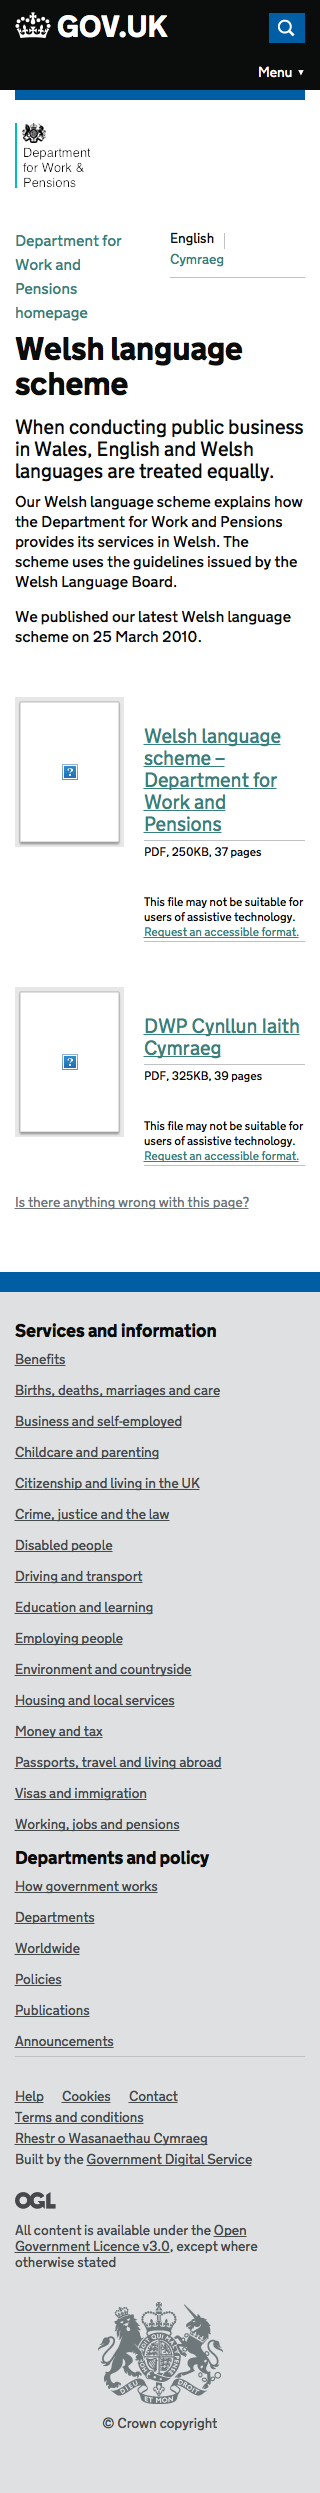 GOV.UK
Menu ▼
Department
for Work &
Pensions
Department for
Work and
Pensions
homepage
English
Cymraeg
Welsh language
scheme
When conducting public business
in Wales, English and Welsh
languages are treated equally.
Our Welsh language scheme explains how
the Department for Work and Pensions
provides its services in Welsh. The
scheme uses the guidelines issued by the
Welsh Language Board.
We published our latest Welsh language
scheme on 25 March 2010.
?
Welsh language
scheme –
Department for
Work and
Pensions
PDF, 250KB, 37 pages
This file may not be suitable for
users of assistive technology.
Request an accessible format.
?
DWP Cynllun Iaith
Cymraeg
PDF, 325KB, 39 pages
This file may not be suitable for
users of assistive technology.
Request an accessible format.
Is there anything wrong with this page?
Services and information
Benefits
Births, deaths, marriages and care
Business and self-employed
Childcare and parenting
Citizenship and living in the UK
Crime, justice and the law
Disabled people
Driving and transport
Education and learning
Employing people
Environment and countryside
Housing and local services
Money and tax
Passports, travel and living abroad
Visas and immigration
Working, jobs and pensions
Departments and policy
How government works
Departments
Worldwide
Policies
Publications
Announcements
Help Cookies Contact
Terms and conditions
Rhestr o Wasanaethau Cymraeg
Built by the Government Digital Service
OGL
All content is available under the Open
Government Licence v3.0, except where
otherwise stated
DIEU ET MON DROIT
© Crown copyright